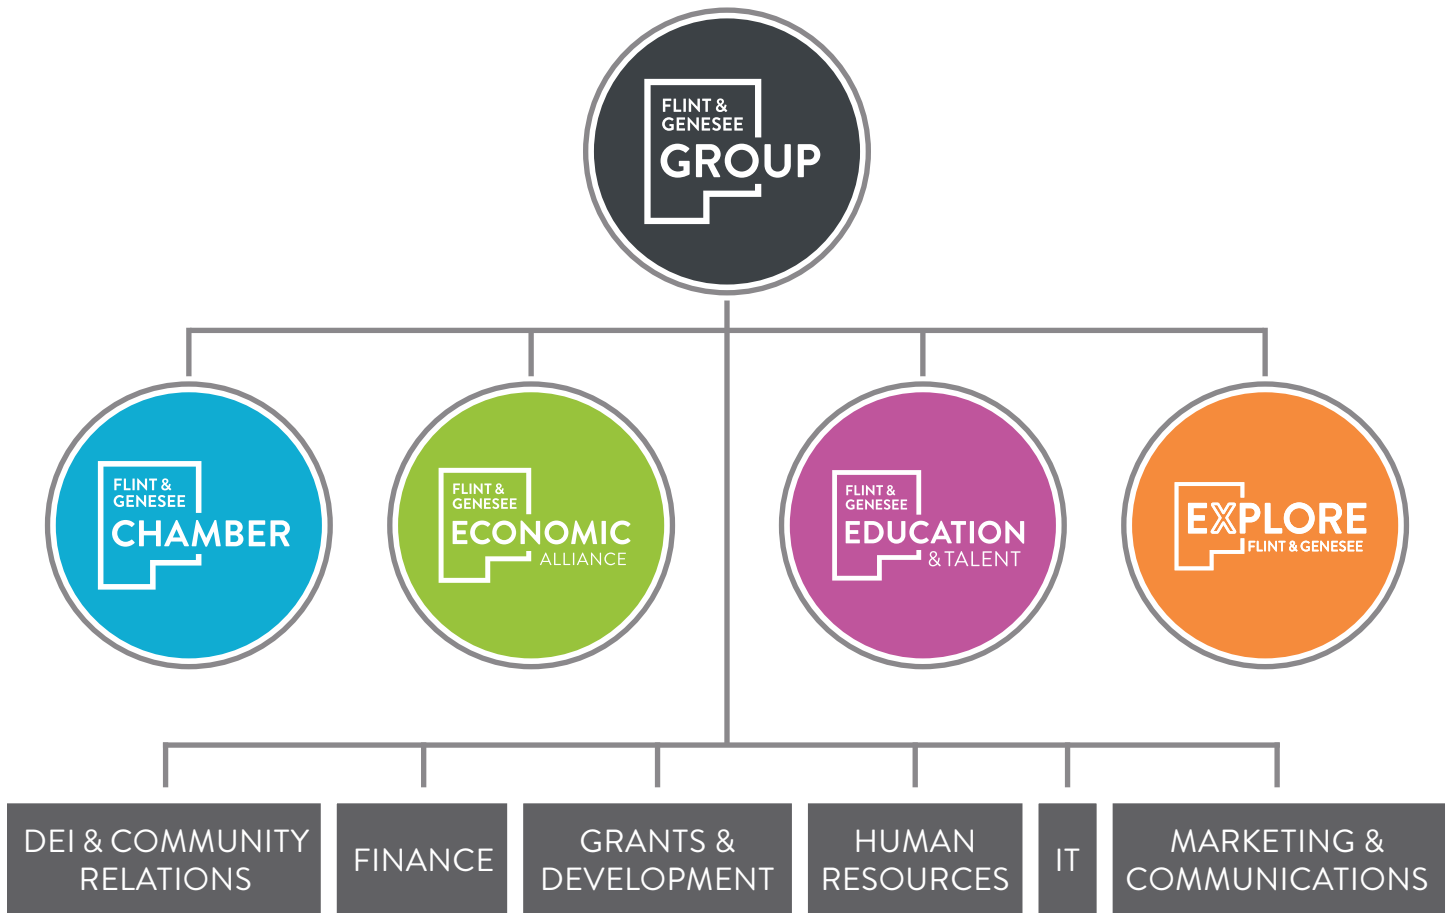 FLINT &
GENESEE
GROUP
FLINT &
GENESEE
CHAMBER
FLINT &
GENESEE
ECONOMIC
ALLIANCE
FLINT &
GENESEE
EDUCATION
& TALENT
EXPLORE
FLINT & GENESEE
DEI & COMMUNITY
RELATIONS
FINANCE
GRANTS &
DEVELOPMENT
HUMAN
RESOURCES
IT
MARKETING &
COMMUNICATIONS